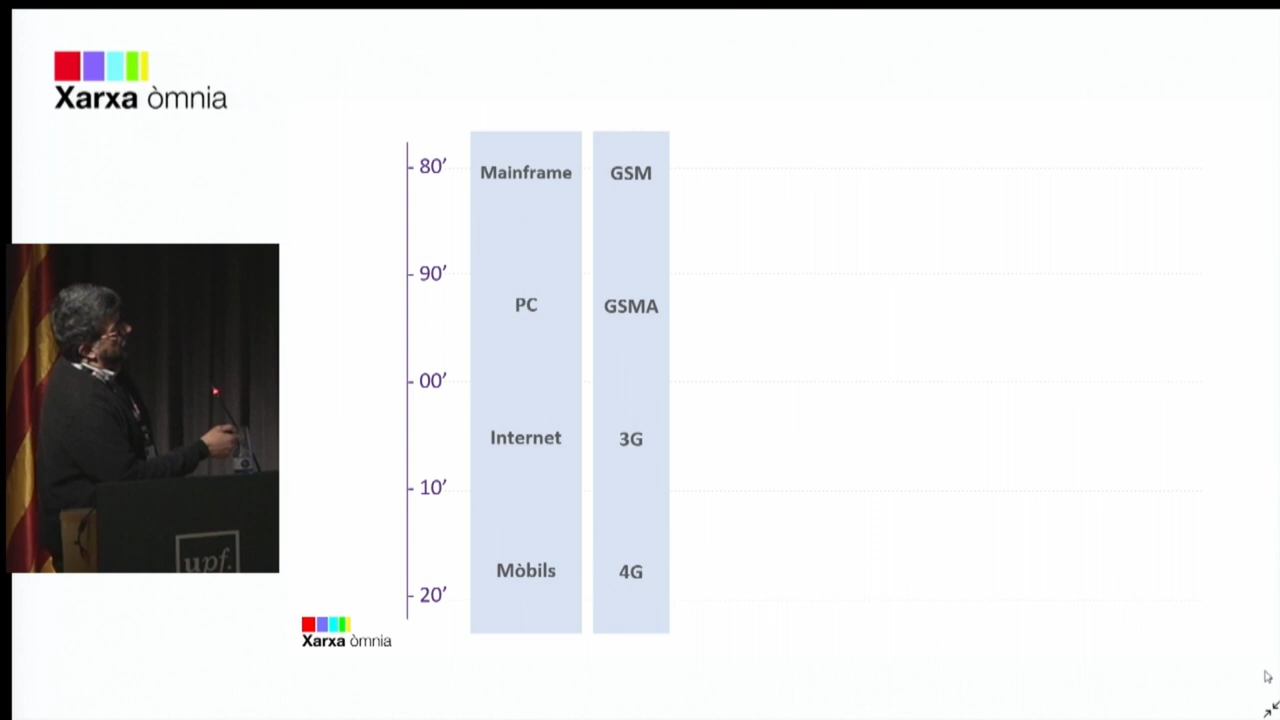 Xarxa òmnia
80’ Mainframe GSM
90’
PC GSMA
00’
Internet 3G
10’
Mòbils 4G
20’
Xarxa òmnia
upf.